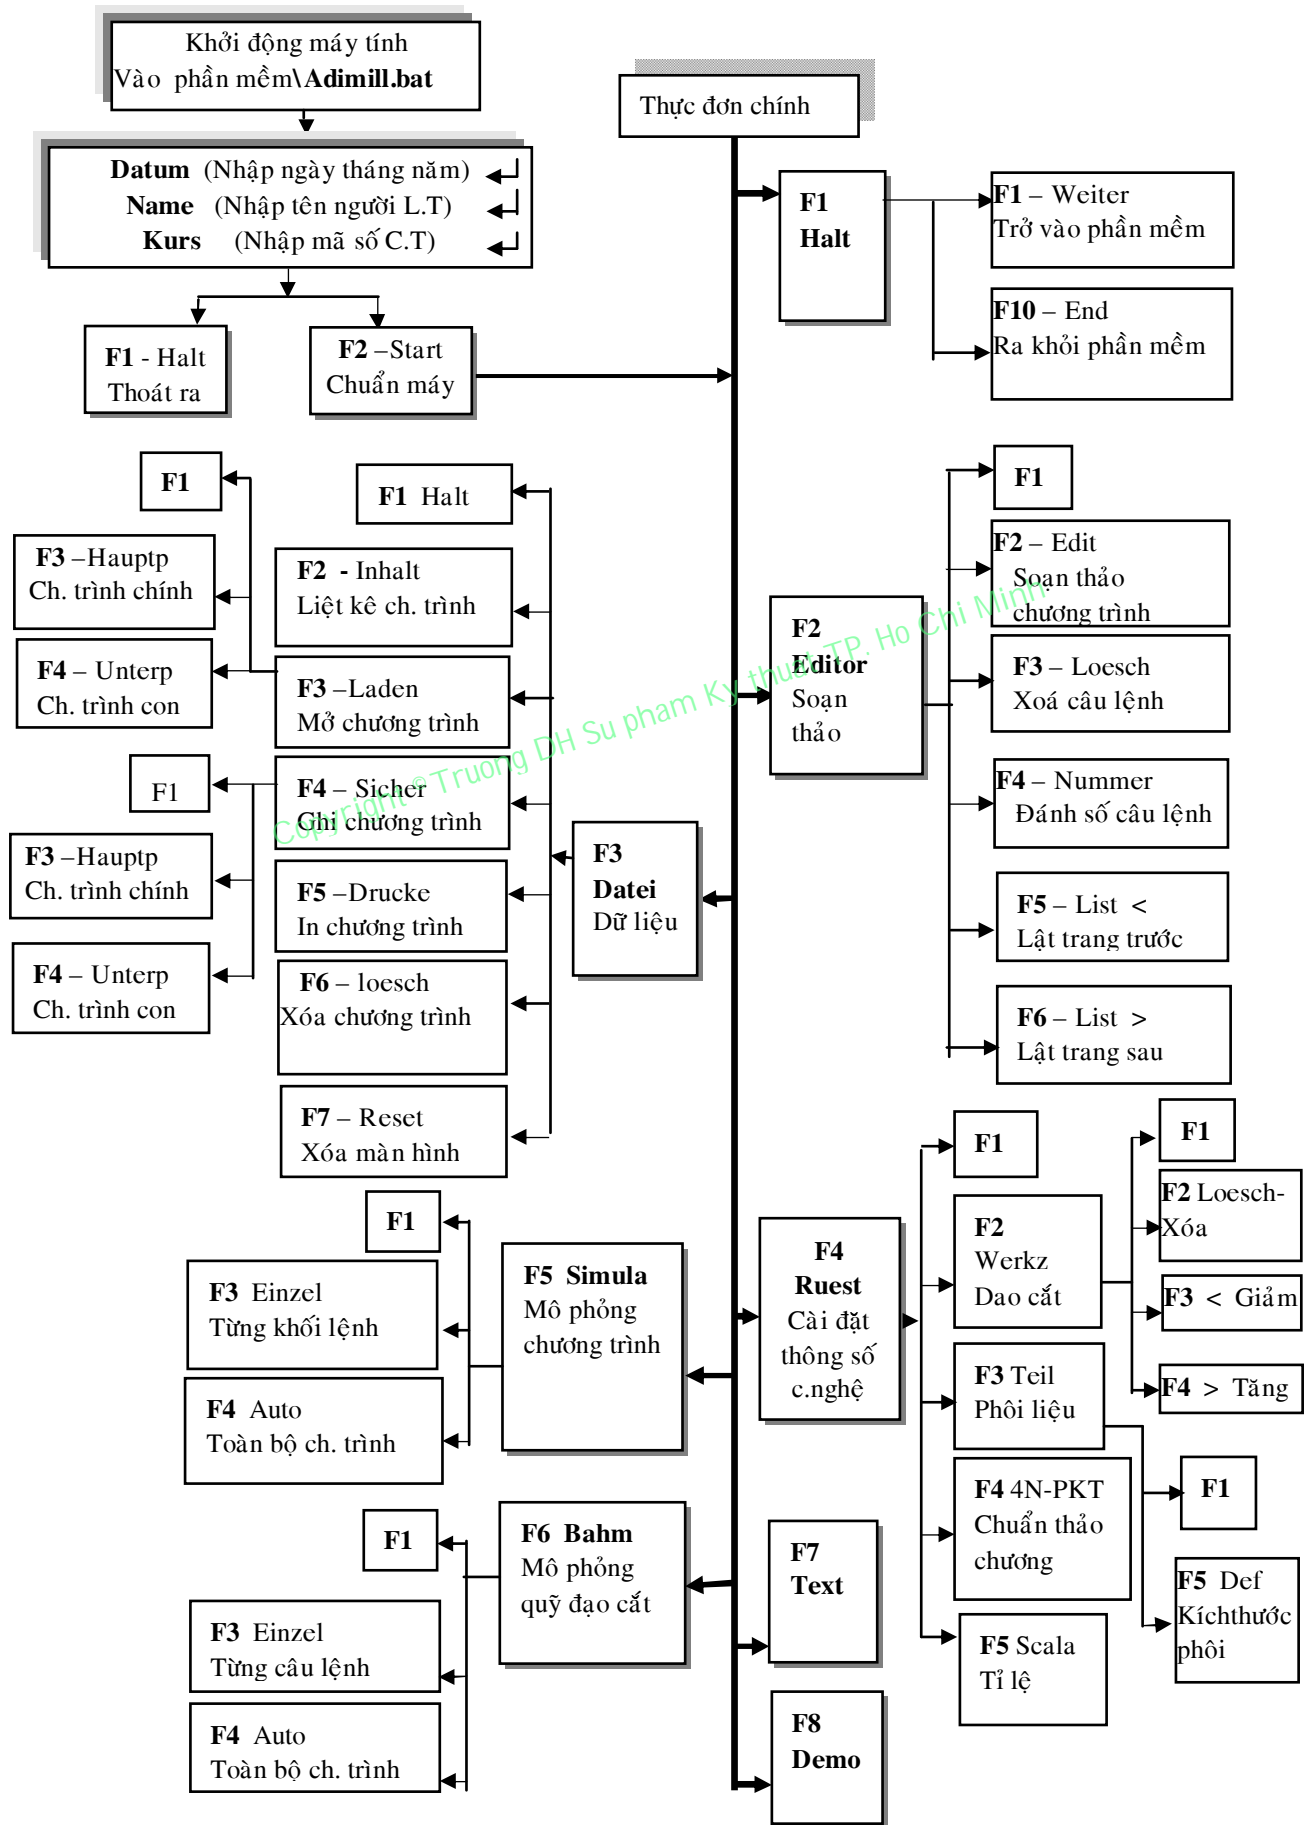 Khởi động máy tính
Vào phần mềm\Adimill.bat
Datum (Nhập ngày tháng năm)
Name (Nhập tên người L.T)
Kurs (Nhập mã số C.T)
F1 - Halt
Thoát ra
F2 –Start
Chuẩn máy
Thực đơn chính
F1
Halt
F1 – Weiter
Trở vào phần mềm
F10 – End
Ra khỏi phần mềm
F2
Editor
Soạn
thảo
F1
F2 – Edit
Soạn thảo
chương trình
F3 – Loesch
Xoá câu lệnh
F4 – Nummer
Đánh số câu lệnh
F5 – List <
Lật trang trước
F6 – List >
Lật trang sau
F3
Datei
Dữ liệu
F1 Halt
F2 - Inhalt
Liệt kê ch. trình
F3 –Laden
Mở chương trình
F4 – Sicher
Ghi chương trình
F5 –Drucke
In chương trình
F6 – loesch
Xóa chương trình
F7 – Reset
Xóa màn hình
F1
F3 –Hauptp
Ch. trình chính
F4 – Unterp
Ch. trình con
F1
F3 –Hauptp
Ch. trình chính
F4 – Unterp
Ch. trình con
F4
Ruest
Cài đặt
thông số
c.nghệ
F1
F2
Werkz
Dao cắt
F3 Teil
Phôi liệu
F4 4N-PKT
Chuẩn thảo
chương
F5 Scala
Tỉ lệ
F1
F2 Loesch-
Xóa
F3 < Giảm
F4 > Tăng
F1
F5 Def
Kíchthước
phôi
F5 Simula
Mô phỏng
chương trình
F1
F3 Einzel
Từng khối lệnh
F4 Auto
Toàn bộ ch. trình
F6 Bahm
Mô phỏng
quỹ đạo cắt
F1
F3 Einzel
Từng câu lệnh
F4 Auto
Toàn bộ ch. trình
F7
Text
F8
Demo
Copyright © Truong DH Su pham Ky thuat TP. Ho Chi Minh